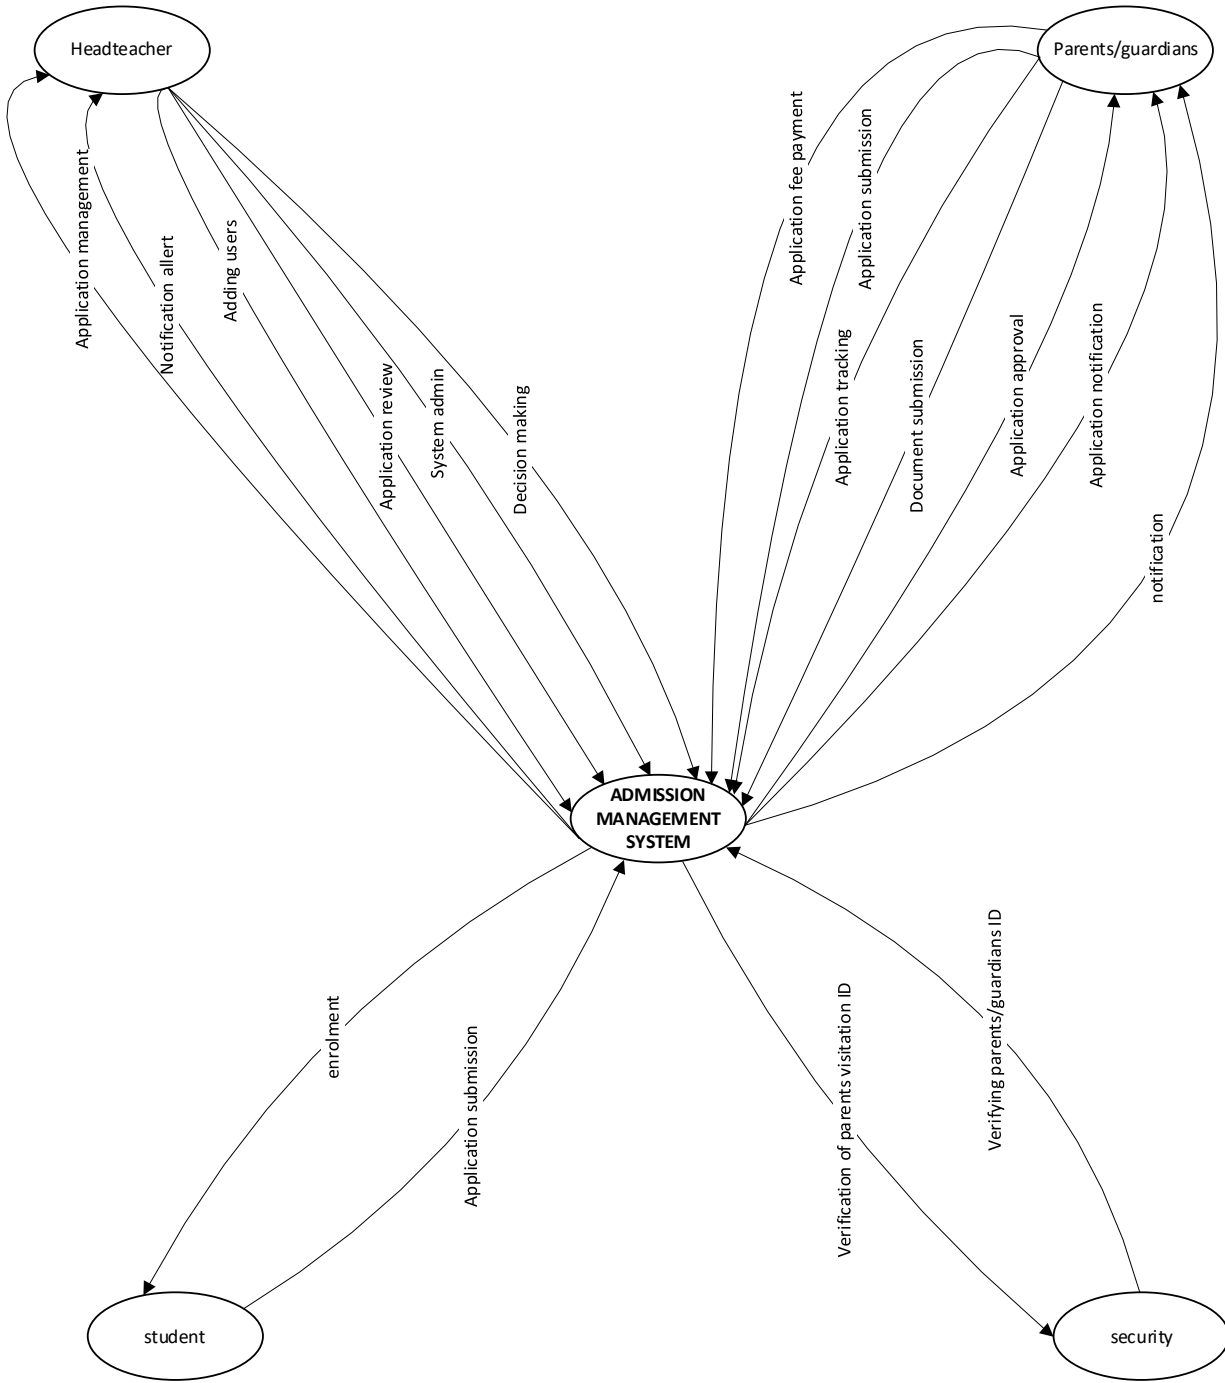 Headteacher
Parents/guardians
Application management
Notification allert
Adding users
Application review
System admin
Decision making
Application fee payment
Application submission
Application tracking
Document submission
Application approval
Application notification
notification
ADMISSION
MANAGEMENT
SYSTEM
enrolment
Application submission
Verification of parents visitation ID
Verifying parents/guardians ID
student
security